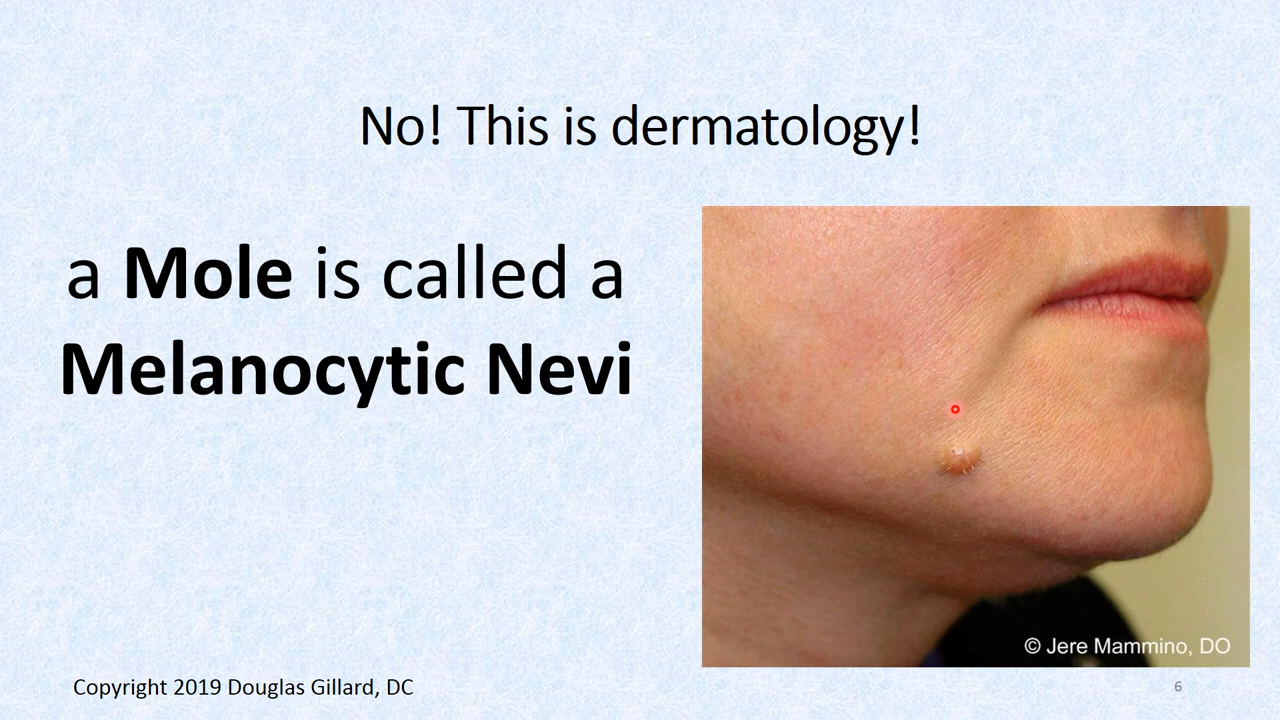 No! This is dermatology!
a Mole is called a
Melanocytic Nevi
© Jere Mammino, DO
Copyright 2019 Douglas Gillard, DC
6